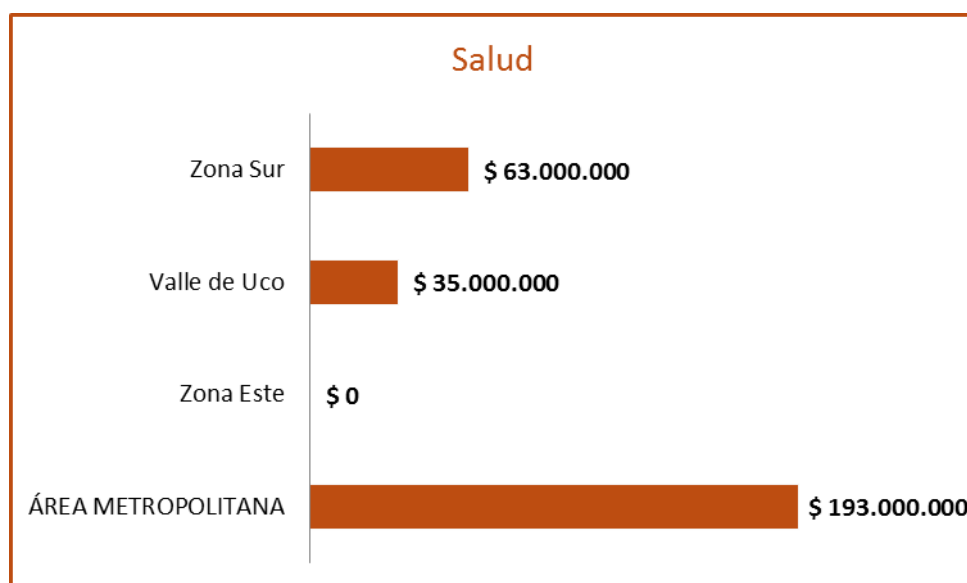 Salud
Zona Sur
$ 63.000.000
Valle de Uco
$ 35.000.000
Zona Este
$ 0
ÁREA METROPOLITANA
$ 193.000.000